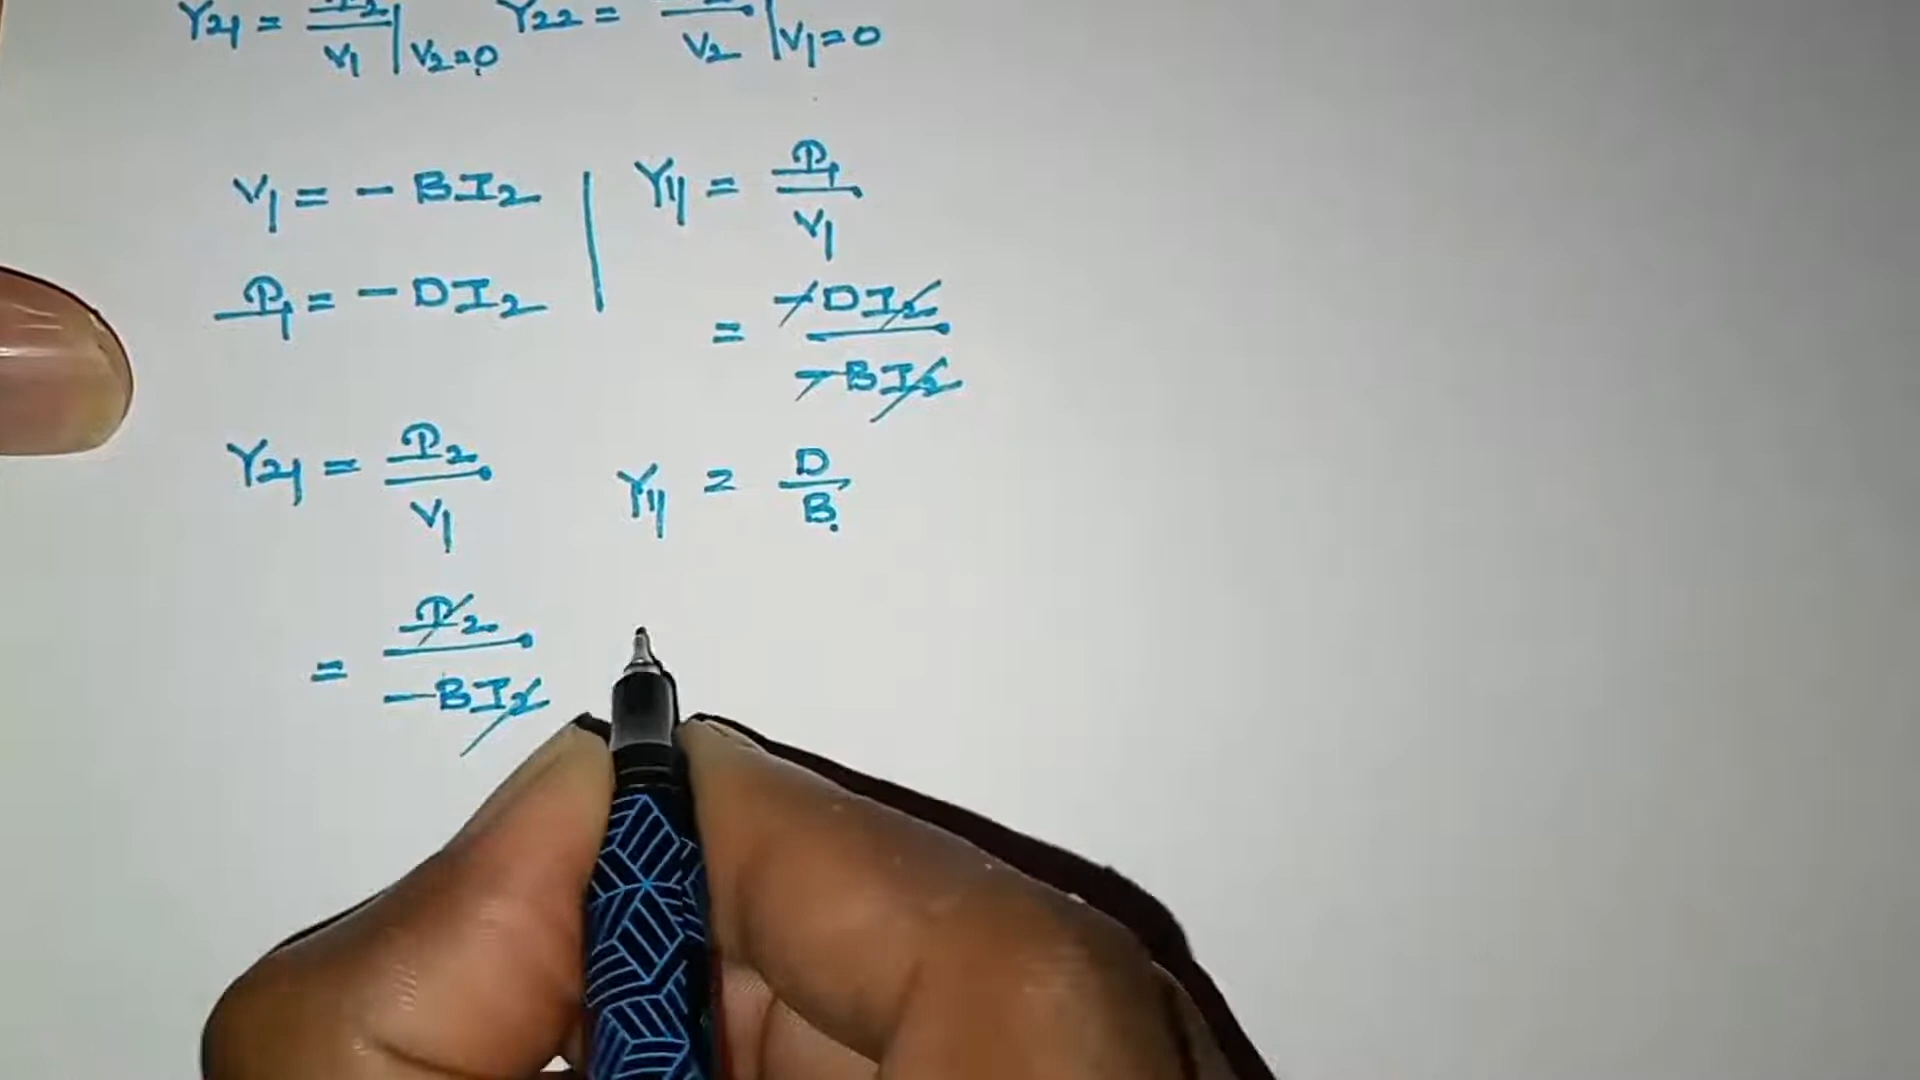 Y21 = I2/V1 | V2=0 Y22 = /V2 | V1=0
V1 = - BI2 | Y11 = I1/V1
I1 = - DI2
= -DI2/-BI2
Y21 = I2/V1 Y11 = D/B
= I2/-BI2